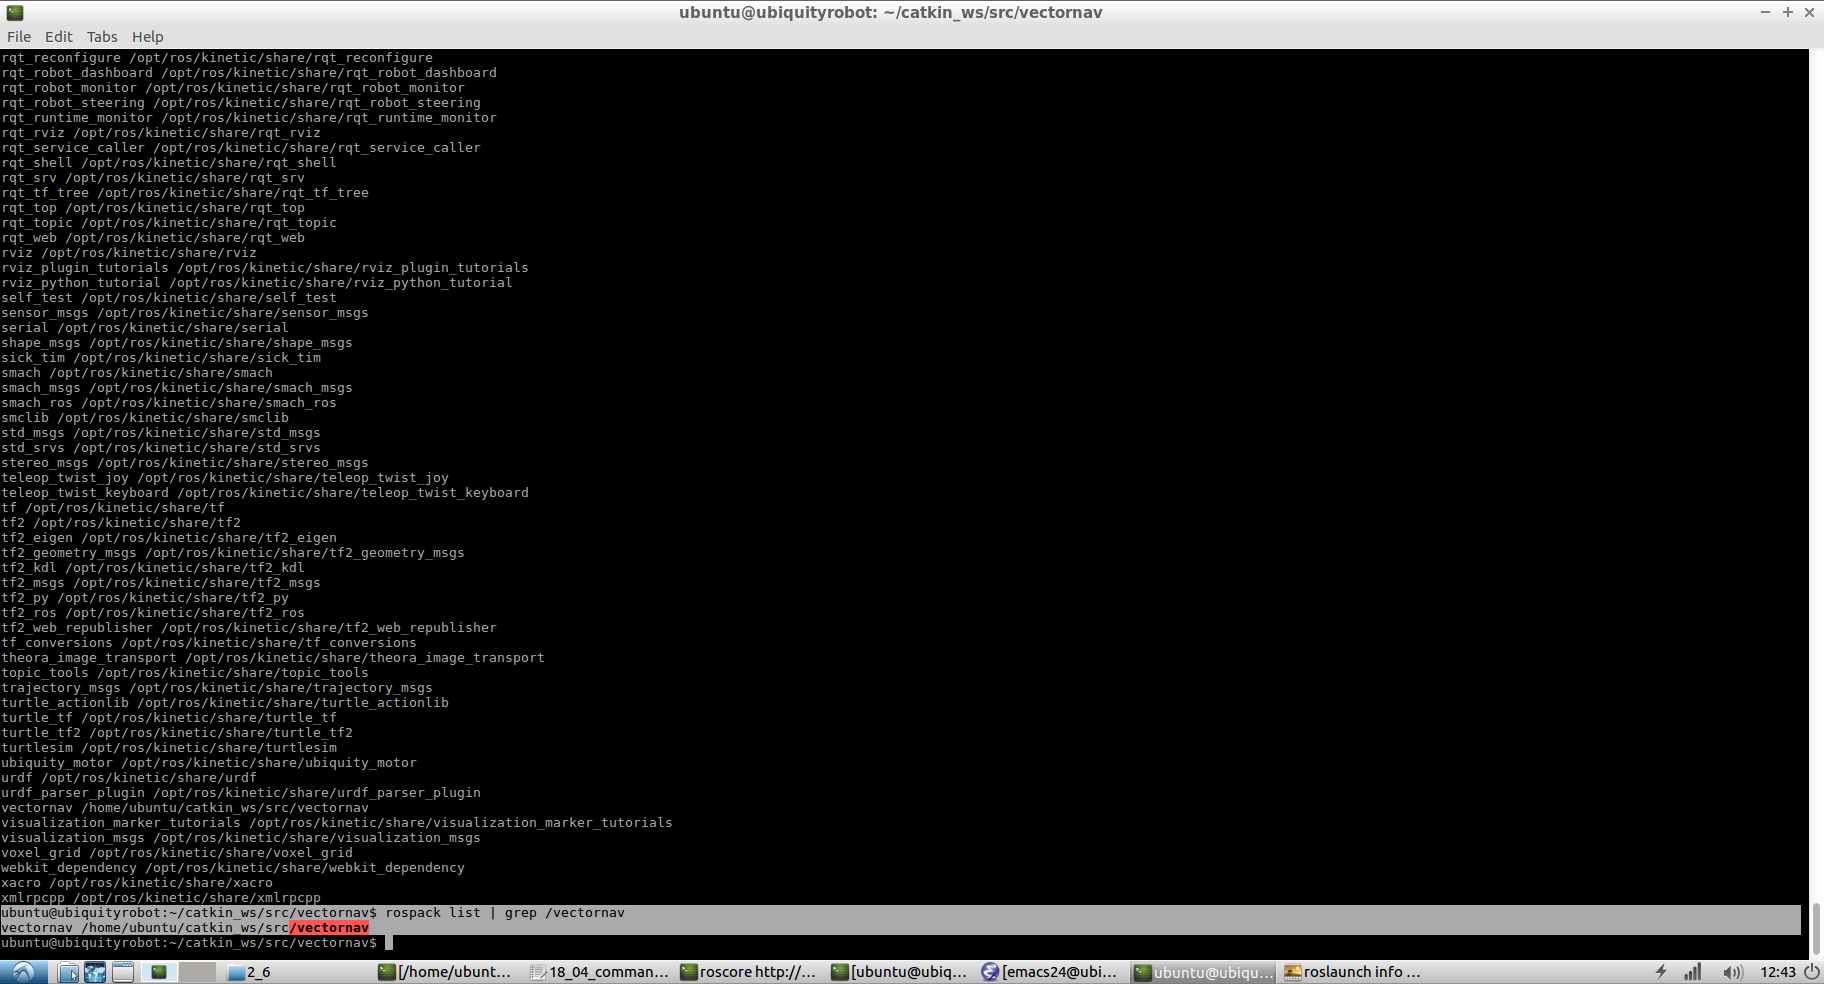 ubuntu@ubiquityrobot: ~/catkin_ws/src/vectornav
File Edit Tabs Help
rqt_reconfigure /opt/ros/kinetic/share/rqt_reconfigure
rqt_robot_dashboard /opt/ros/kinetic/share/rqt_robot_dashboard
rqt_robot_monitor /opt/ros/kinetic/share/rqt_robot_monitor
rqt_robot_steering /opt/ros/kinetic/share/rqt_robot_steering
rqt_runtime_monitor /opt/ros/kinetic/share/rqt_runtime_monitor
rqt_rviz /opt/ros/kinetic/share/rqt_rviz
rqt_service_caller /opt/ros/kinetic/share/rqt_service_caller
rqt_shell /opt/ros/kinetic/share/rqt_shell
rqt_srv /opt/ros/kinetic/share/rqt_srv
rqt_tf_tree /opt/ros/kinetic/share/rqt_tf_tree
rqt_top /opt/ros/kinetic/share/rqt_top
rqt_topic /opt/ros/kinetic/share/rqt_topic
rqt_web /opt/ros/kinetic/share/rqt_web
rviz /opt/ros/kinetic/share/rviz
rviz_plugin_tutorials /opt/ros/kinetic/share/rviz_plugin_tutorials
rviz_python_tutorial /opt/ros/kinetic/share/rviz_python_tutorial
self_test /opt/ros/kinetic/share/self_test
sensor_msgs /opt/ros/kinetic/share/sensor_msgs
serial /opt/ros/kinetic/share/serial
shape_msgs /opt/ros/kinetic/share/shape_msgs
sick_tim /opt/ros/kinetic/share/sick_tim
smach /opt/ros/kinetic/share/smach
smach_msgs /opt/ros/kinetic/share/smach_msgs
smach_ros /opt/ros/kinetic/share/smach_ros
smclib /opt/ros/kinetic/share/smclib
std_msgs /opt/ros/kinetic/share/std_msgs
std_srvs /opt/ros/kinetic/share/std_srvs
stereo_msgs /opt/ros/kinetic/share/stereo_msgs
teleop_twist_joy /opt/ros/kinetic/share/teleop_twist_joy
teleop_twist_keyboard /opt/ros/kinetic/share/teleop_twist_keyboard
tf /opt/ros/kinetic/share/tf
tf2 /opt/ros/kinetic/share/tf2
tf2_eigen /opt/ros/kinetic/share/tf2_eigen
tf2_geometry_msgs /opt/ros/kinetic/share/tf2_geometry_msgs
tf2_kdl /opt/ros/kinetic/share/tf2_kdl
tf2_msgs /opt/ros/kinetic/share/tf2_msgs
tf2_py /opt/ros/kinetic/share/tf2_py
tf2_ros /opt/ros/kinetic/share/tf2_ros
tf2_web_republisher /opt/ros/kinetic/share/tf2_web_republisher
tf_conversions /opt/ros/kinetic/share/tf_conversions
theora_image_transport /opt/ros/kinetic/share/theora_image_transport
topic_tools /opt/ros/kinetic/share/topic_tools
trajectory_msgs /opt/ros/kinetic/share/trajectory_msgs
turtle_actionlib /opt/ros/kinetic/share/turtle_actionlib
turtle_tf /opt/ros/kinetic/share/turtle_tf
turtle_tf2 /opt/ros/kinetic/share/turtle_tf2
turtlesim /opt/ros/kinetic/share/turtlesim
ubiquity_motor /opt/ros/kinetic/share/ubiquity_motor
urdf /opt/ros/kinetic/share/urdf
urdf_parser_plugin /opt/ros/kinetic/share/urdf_parser_plugin
vectornav /home/ubuntu/catkin_ws/src/vectornav
visualization_marker_tutorials /opt/ros/kinetic/share/visualization_marker_tutorials
visualization_msgs /opt/ros/kinetic/share/visualization_msgs
voxel_grid /opt/ros/kinetic/share/voxel_grid
webkit_dependency /opt/ros/kinetic/share/webkit_dependency
xacro /opt/ros/kinetic/share/xacro
xmlrpcpp /opt/ros/kinetic/share/xmlrpcpp
ubuntu@ubiquityrobot:~/catkin_ws/src/vectornav$ rospack list | grep /vectornav
vectornav /home/ubuntu/catkin_ws/src/vectornav
ubuntu@ubiquityrobot:~/catkin_ws/src/vectornav$
2_6 [/home/ubunt... 18_04_comman... roscore http://... [ubuntu@ubiq... [emacs24@ubi... ubuntu@ubiqu... roslaunch info ... 12:43